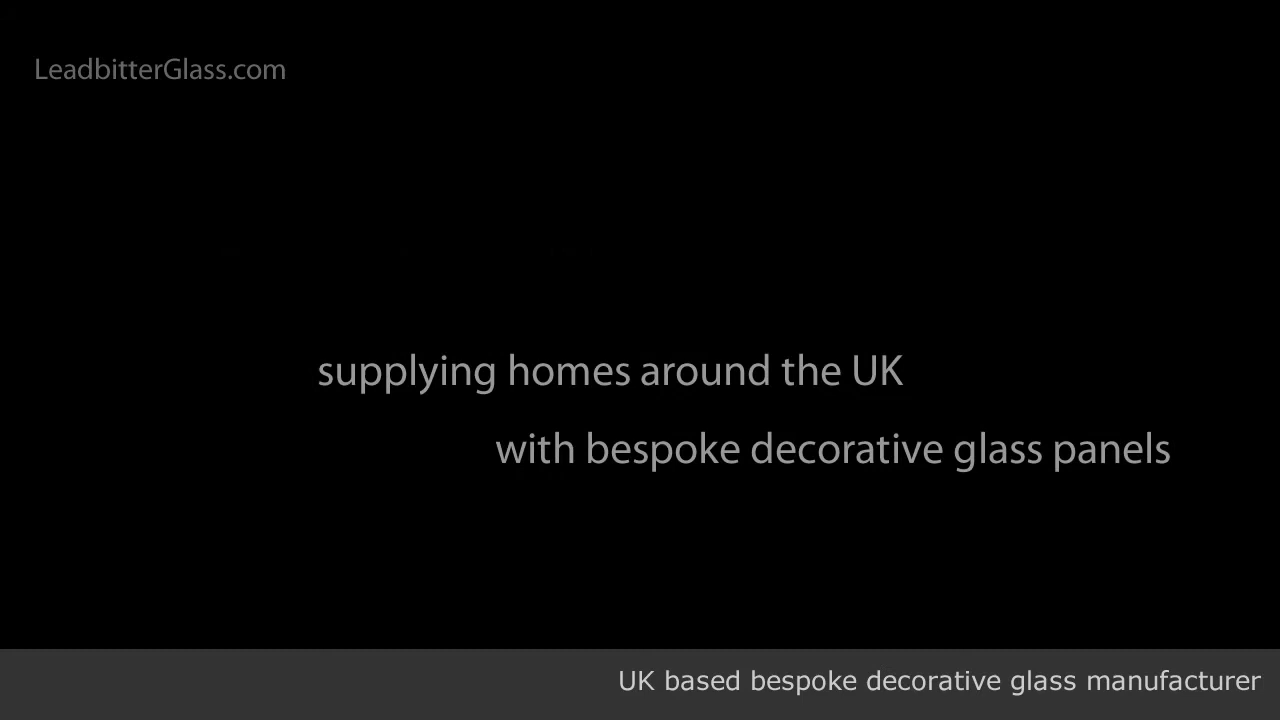 LeadbitterGlass.com
supplying homes around the UK
with bespoke decorative glass panels
UK based bespoke decorative glass manufacturer